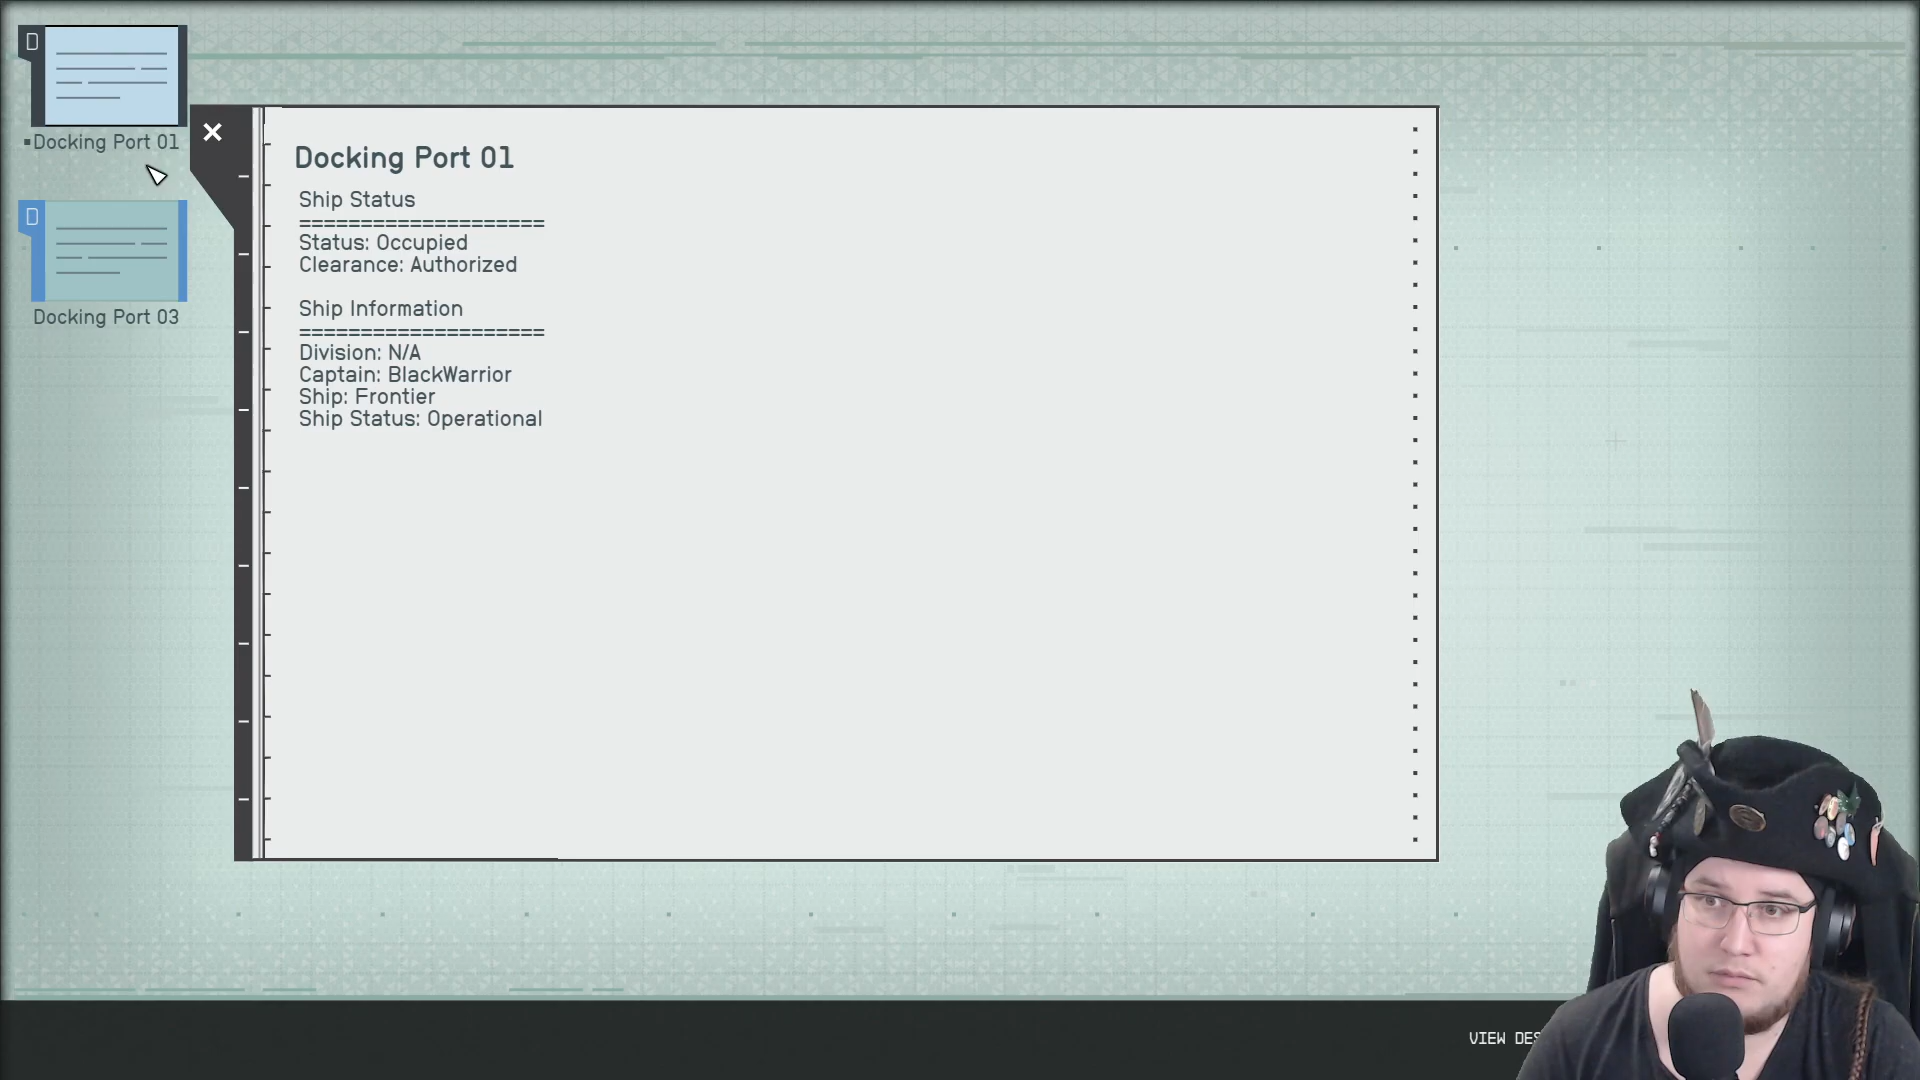 D
Docking Port 01
D
Docking Port 03
Docking Port 01
Ship Status
====================
Status: Occupied
Clearance: Authorized
Ship Information
====================
Division: N/A
Captain: BlackWarrior
Ship: Frontier
Ship Status: Operational
VIEW DES